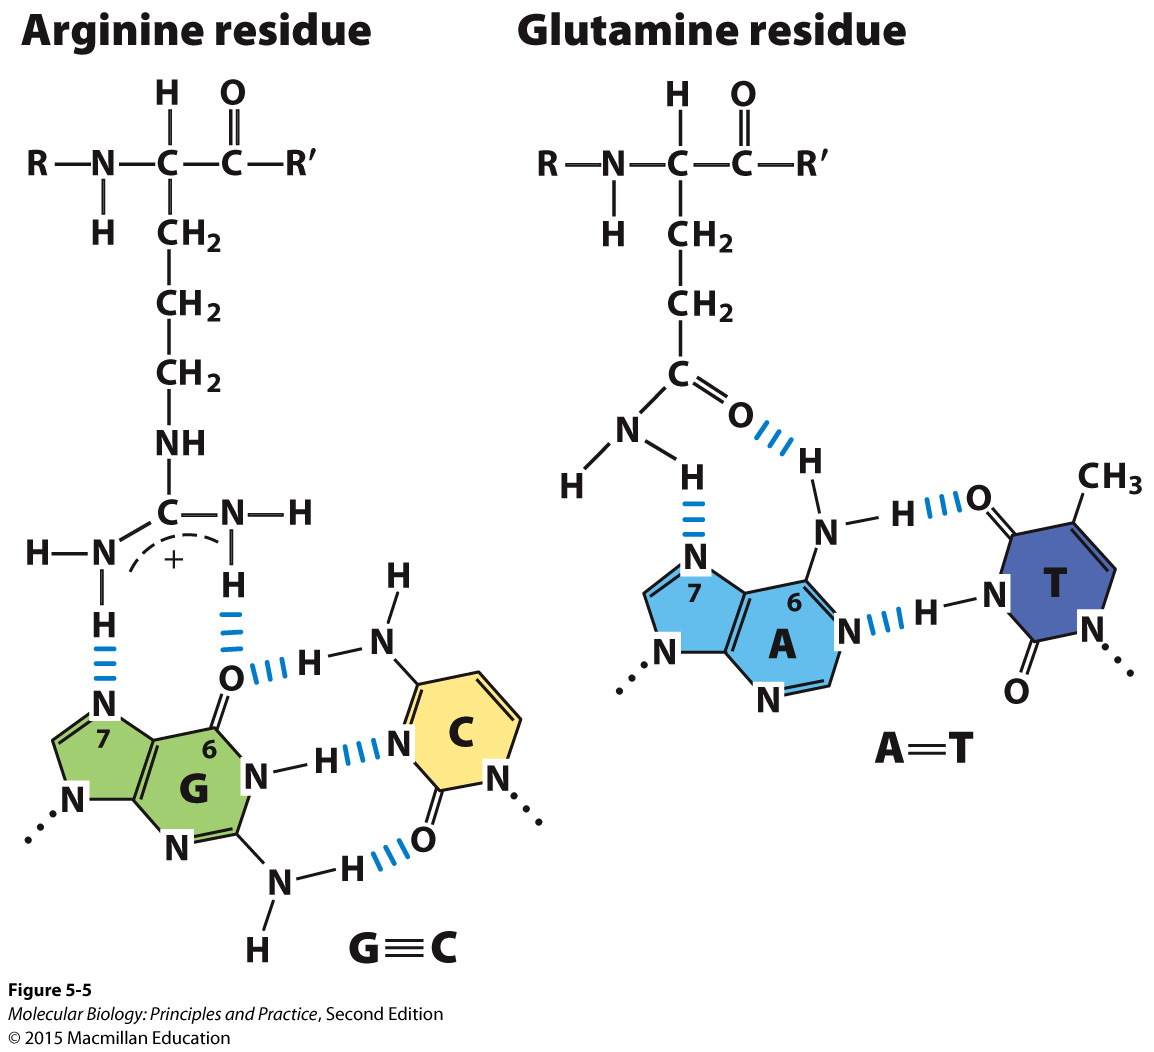 Arginine residue
H O
R N C C R′
H CH2
CH2
CH2
NH
C N H
H N +
H
H
H
N
O H
N
7 6
G
N H N
C
N
N
N
O
N H
H
G≡C
Glutamine residue
H O
R N C C R′
H CH2
CH2
C
O
N
H
H
H
CH3
H O
N
N
7 6
A
T
N H N
N
N
N
O
A=T
Figure 5-5
Molecular Biology: Principles and Practice, Second Edition
© 2015 Macmillan Education